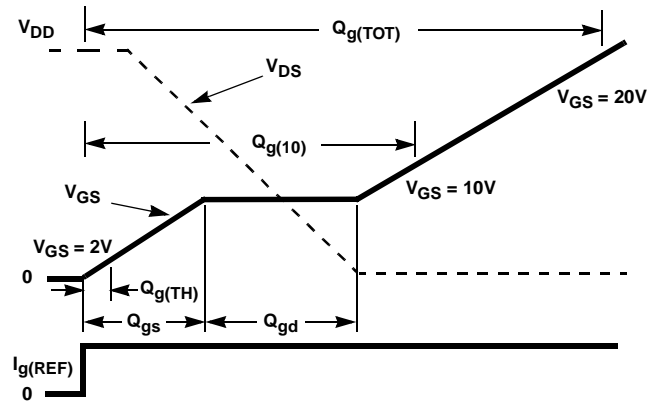 V_DD
Q_g(TOT)
V_DS
V_GS = 20V
Q_g(10)
V_GS
V_GS = 10V
V_GS = 2V
0
Q_g(TH)
Q_gs
Q_gd
I_g(REF)
0